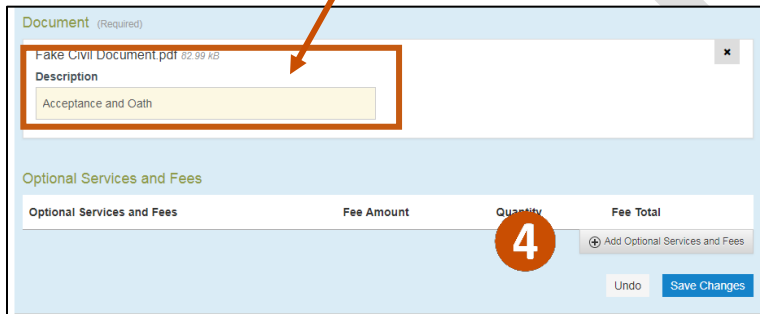 Document (Required)
Fake Civil Document.pdf 82.99 kB
×
Description
Acceptance and Oath
Optional Services and Fees
Optional Services and Fees Fee Amount Quantity Fee Total
4
Add Optional Services and Fees
Undo Save Changes